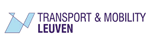 TRANSPORT & MOBILITY
LEUVEN